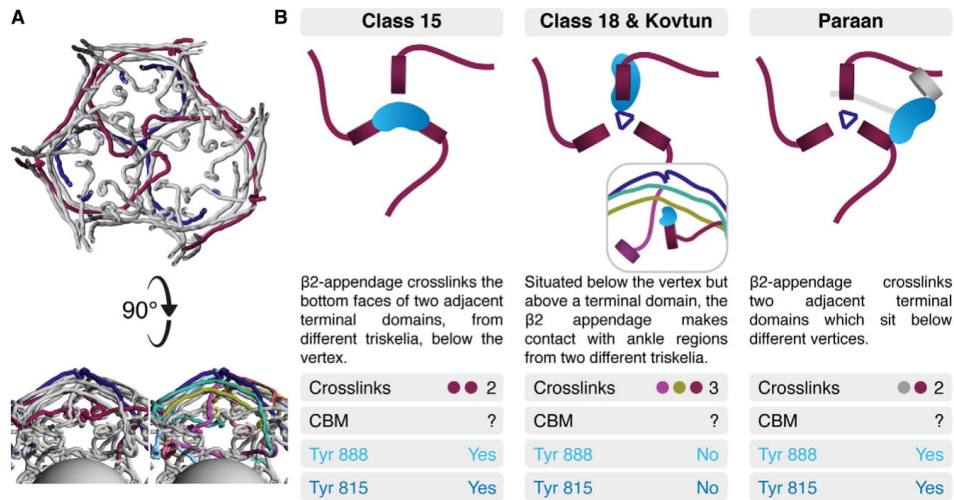 A
B
Class 15
Class 18 & Kovtun
Paraan
90°
β2-appendage crosslinks the
bottom faces of two adjacent
terminal domains, from
different triskelia, below the
vertex.
Situated below the vertex but
above a terminal domain, the
β2 appendage makes
contact with ankle regions
from two different triskelia.
β2-appendage crosslinks
two adjacent terminal
domains which sit below
different vertices.
Crosslinks 2
CBM ?
Tyr 888 Yes
Tyr 815 Yes
Crosslinks 3
CBM ?
Tyr 888 No
Tyr 815 No
Crosslinks 2
CBM ?
Tyr 888 Yes
Tyr 815 Yes